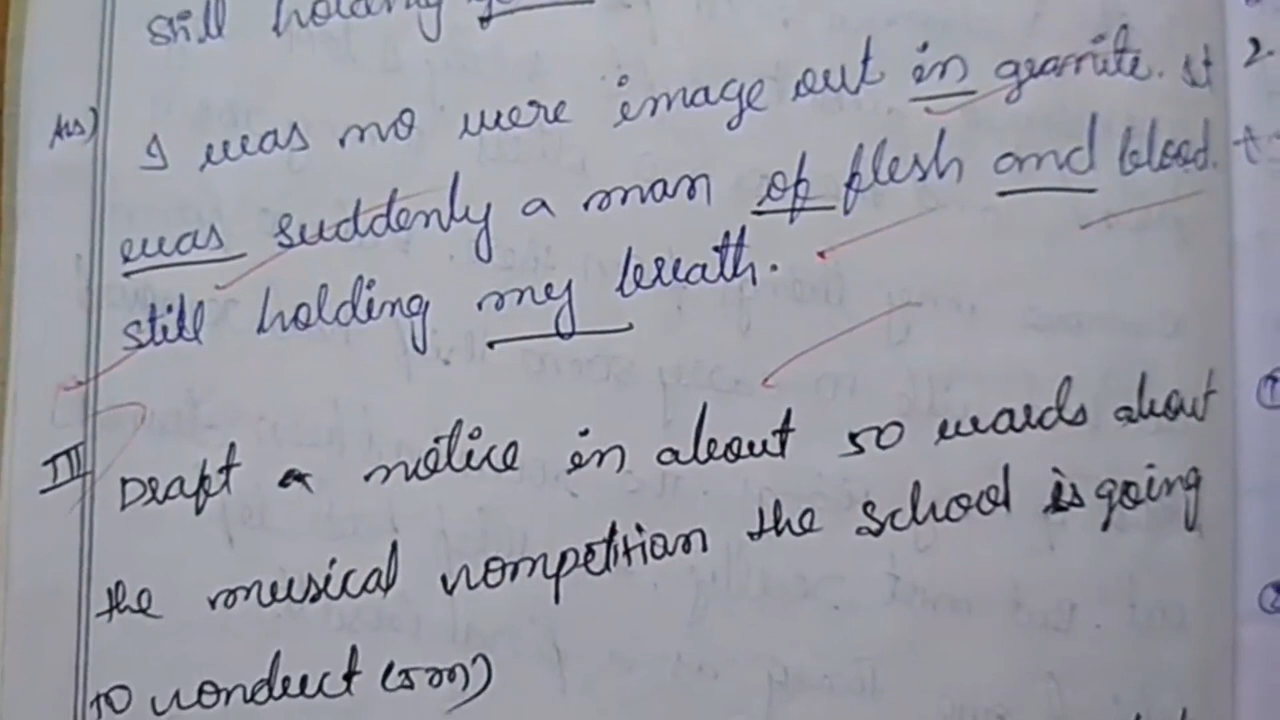 still holding
Ans) I was no mere image cut in granite. It 2.
was suddenly a man of flesh and blood. t
still holding my breath.
III Draft a notice in about 50 words about
the musical competition the school is going
to conduct (5m)